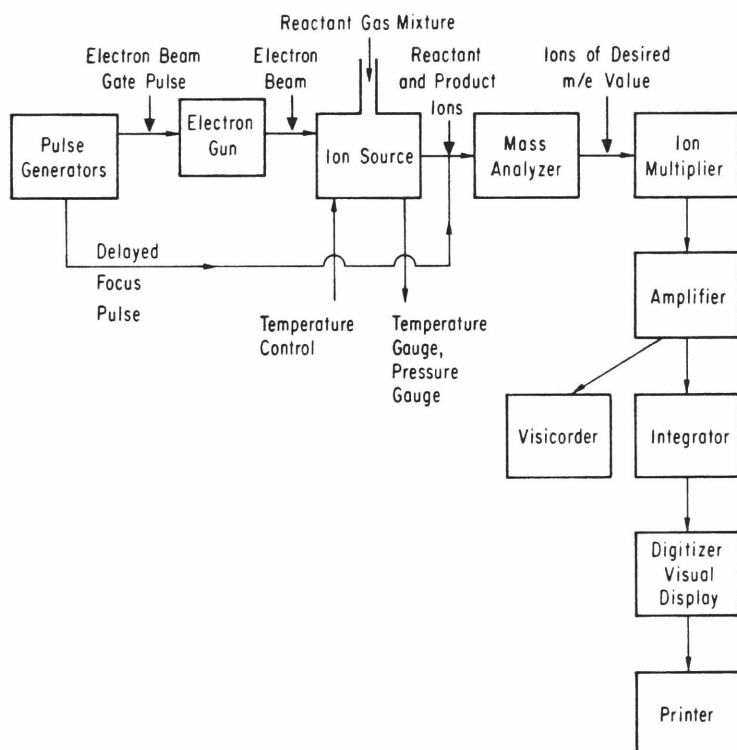 Reactant Gas Mixture
Electron Beam
Gate Pulse
Electron
Beam
Reactant
and Product
Ions
Ions of Desired
m/e Value
Pulse
Generators
Electron
Gun
Ion Source
Mass
Analyzer
Ion
Multiplier
Delayed
Focus
Pulse
Temperature
Control
Temperature
Gauge,
Pressure
Gauge
Amplifier
Visicorder
Integrator
Digitizer
Visual
Display
Printer